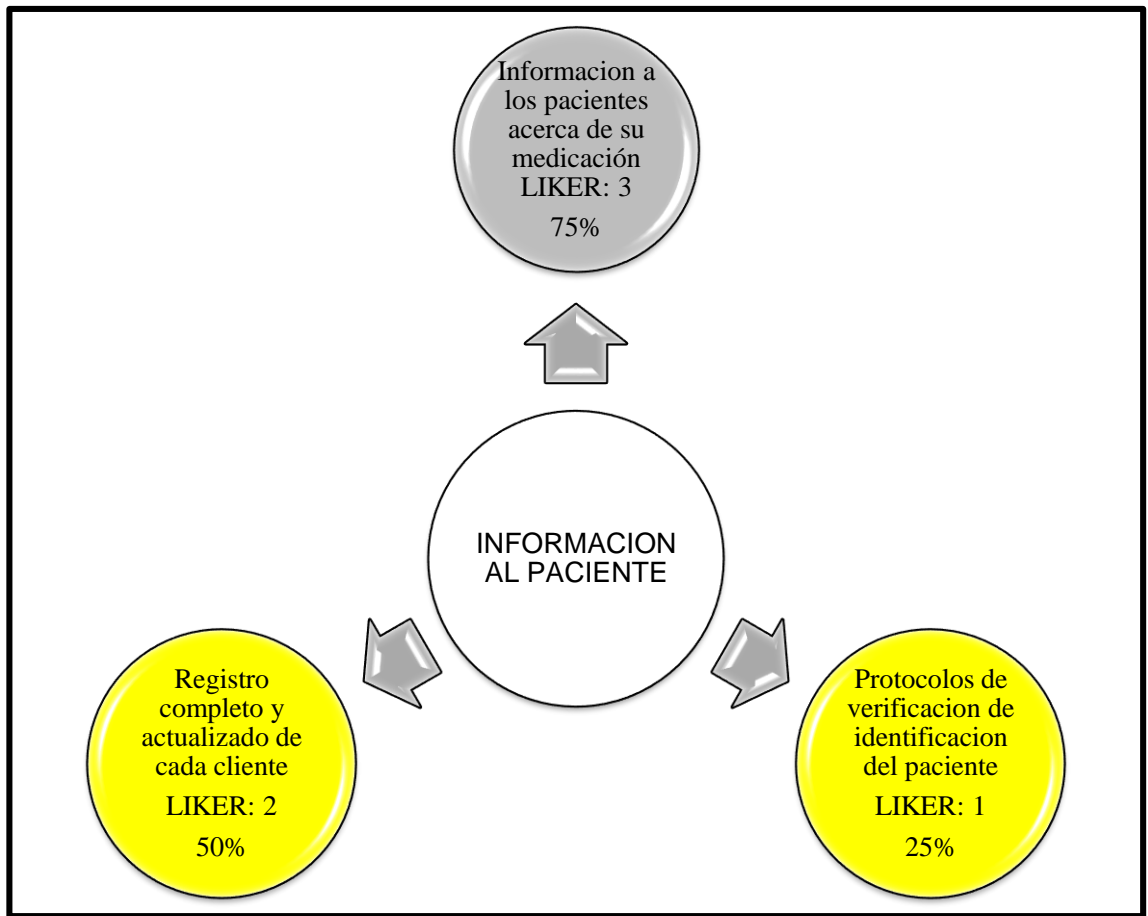 Informacion a
los pacientes
acerca de su
medicación
LIKER: 3
75%
INFORMACION
AL PACIENTE
Registro
completo y
actualizado de
cada cliente
LIKER: 2
50%
Protocolos de
verificacion de
identificacion
del paciente
LIKER: 1
25%